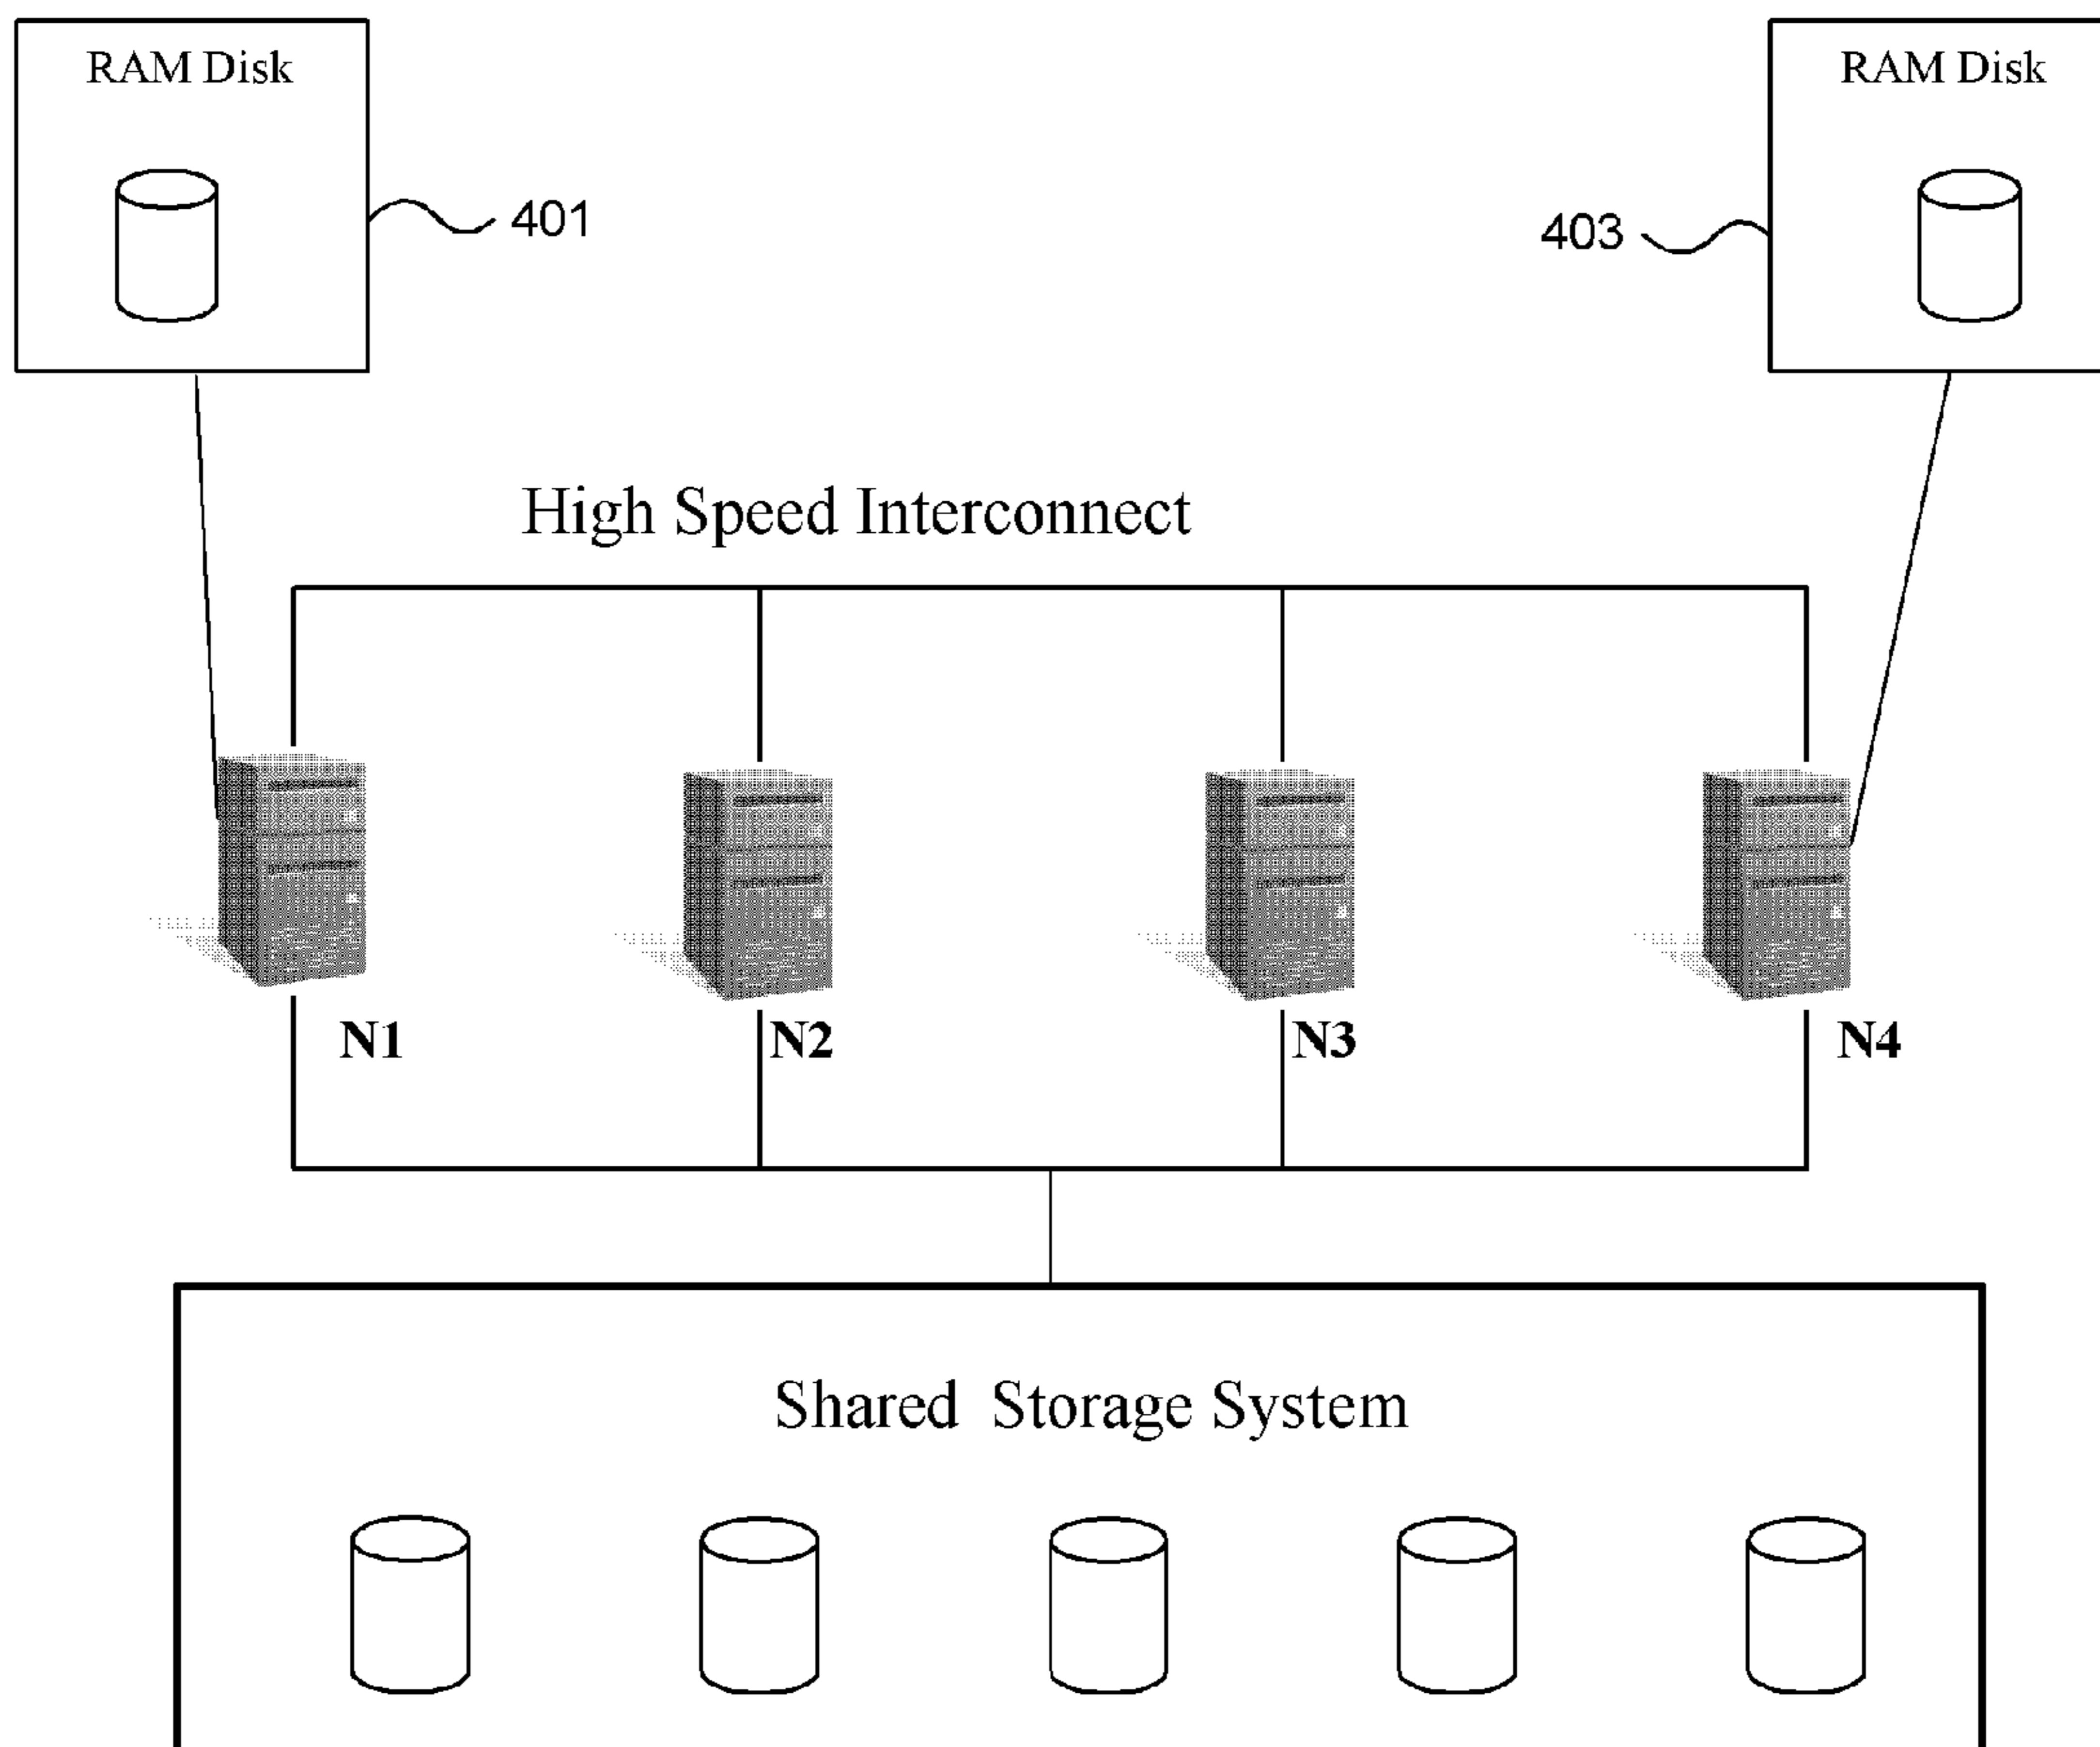 RAM Disk
RAM Disk
401
403
High Speed Interconnect
N1
N2
N3
N4
Shared Storage System